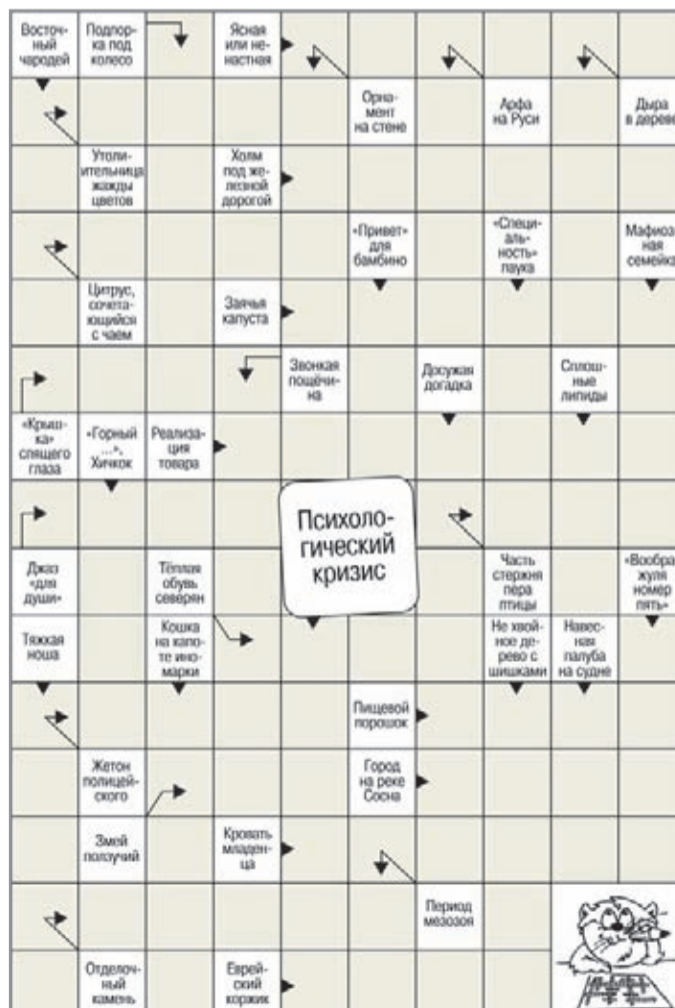 Восточ-
ный
чародей
Подпор-
ка под
колесо
Ясная
или не-
настная
Орна-
мент
на стене
Арфа
на Руси
Дыра
в дереве
Утоли-
ительница
жажды
цветов
Холм
под же-
лезной
дорогой
«Привет»
для
бамбино
«Специ-
аль-
ность»
паука
Мафиоз-
ная
семейка
Цитрус,
сочета-
ющийся
с чаем
Заячья
капуста
Звонкая
пощёчи-
на
Досужая
догадка
Сплош-
ные
липиды
«Крыш-
ка»
спящего
глаза
«Горный
...»,
Хичкок
Реализа-
ция
товара
Психоло-
гический
кризис
Джаз
«для
души»
Тёплая
обувь
северян
Часть
стержня
пера
птицы
«Вообра-
жуля
номер
пять»
Тяжкая
ноша
Кошка
на капо-
те ино-
марки
Не хвой-
ное де-
рево с
шишками
Навес-
ная
палуба
на судне
Пищевой
порошок
Жетон
полицей-
ского
Город
на реке
Сосна
Змей
ползучий
Кровать
младен-
ца
Период
мезозоя
Отделоч-
ный
камень
Еврей-
ский
коржик